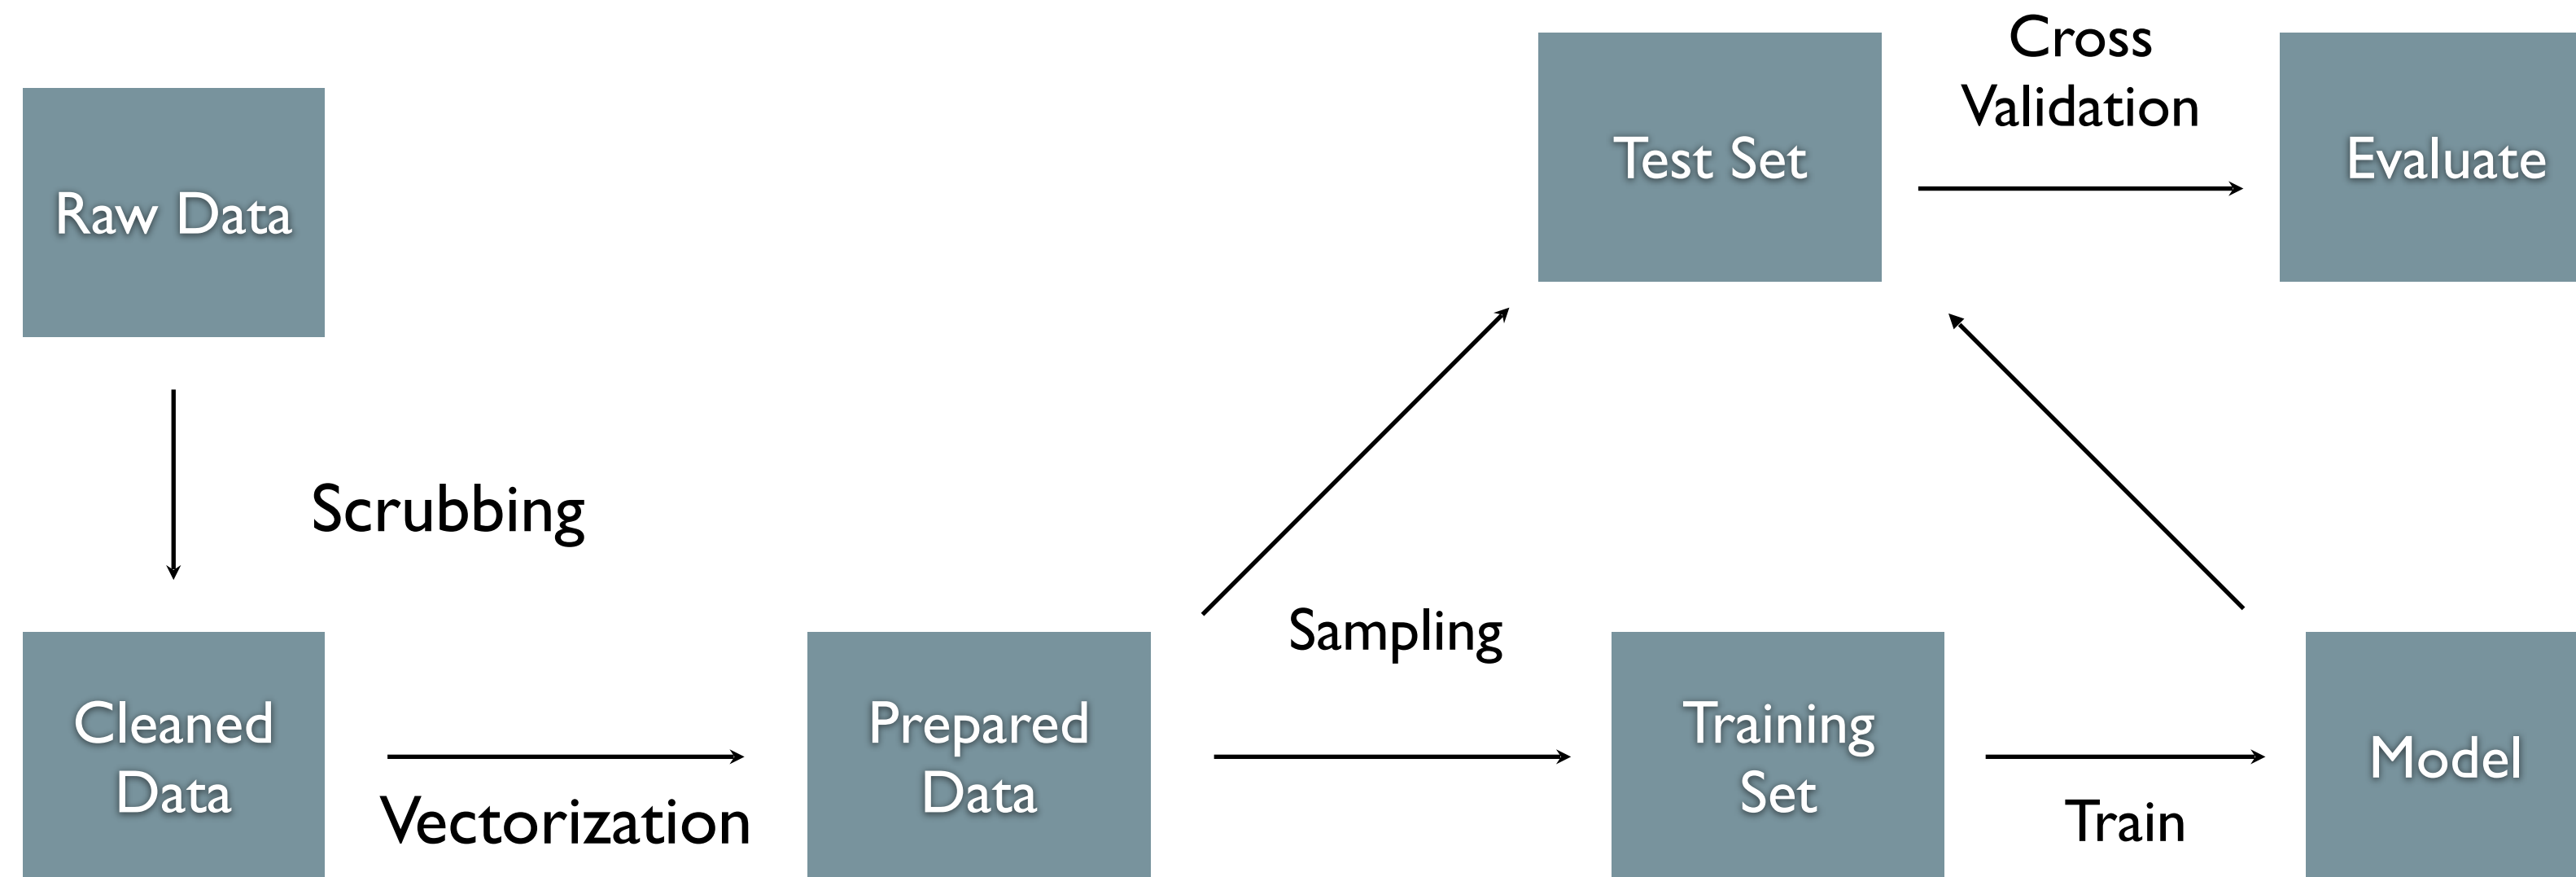 Raw Data
Scrubbing
Cleaned
Data
Vectorization
Prepared
Data
Sampling
Test Set
Cross
Validation
Evaluate
Training
Set
Train
Model